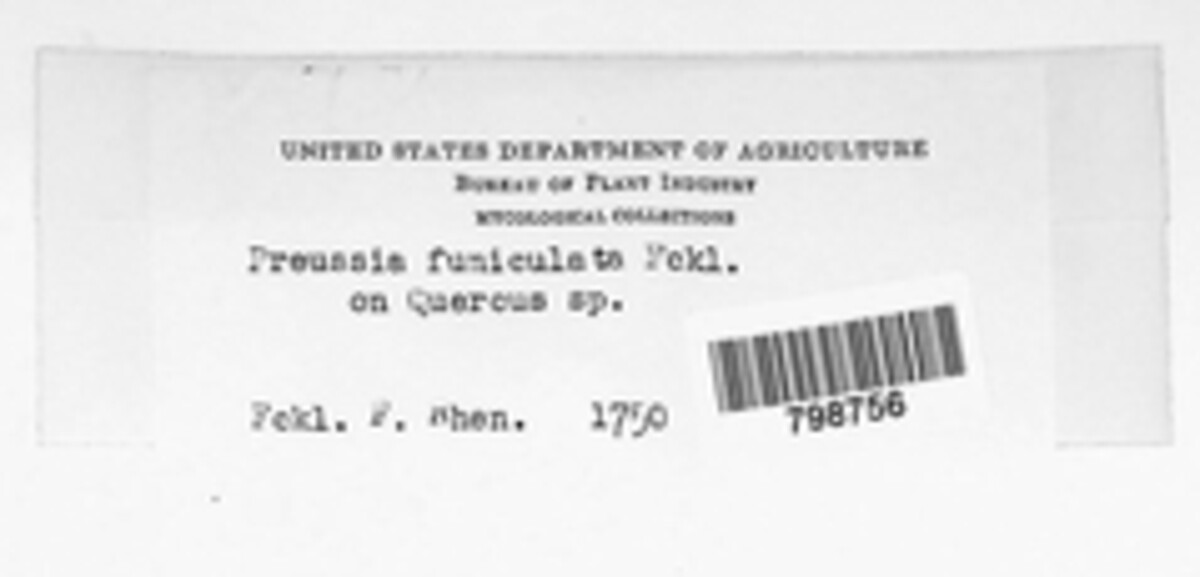 UNITED STATES DEPARTMENT OF AGRICULTURE
BUREAU OF PLANT INDUSTRY
MYCOLOGICAL COLLECTIONS
Preussia funiculata Fckl.
on Quercus sp.
Fckl. F. Rhen. 1750
798756